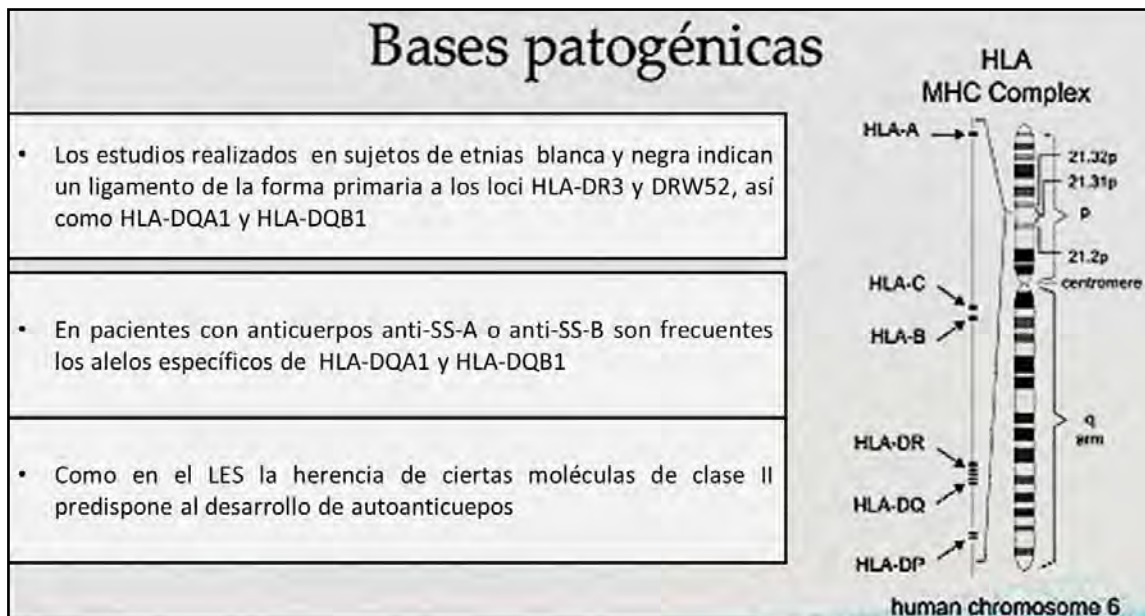 Bases patogénicas
• Los estudios realizados en sujetos de etnias blanca y negra indican
un ligamento de la forma primaria a los loci HLA-DR3 y DRW52, así
como HLA-DQA1 y HLA-DQB1
• En pacientes con anticuerpos anti-SS-A o anti-SS-B son frecuentes
los alelos específicos de HLA-DQA1 y HLA-DQB1
• Como en el LES la herencia de ciertas moléculas de clase II
predispone al desarrollo de autoanticuepos
HLA
MHC Complex
HLA-A
21.32p
21.31p
p
21.2p
centromere
HLA-C
HLA-B
q
arm
HLA-DR
HLA-DQ
HLA-DP
human chromosome 6